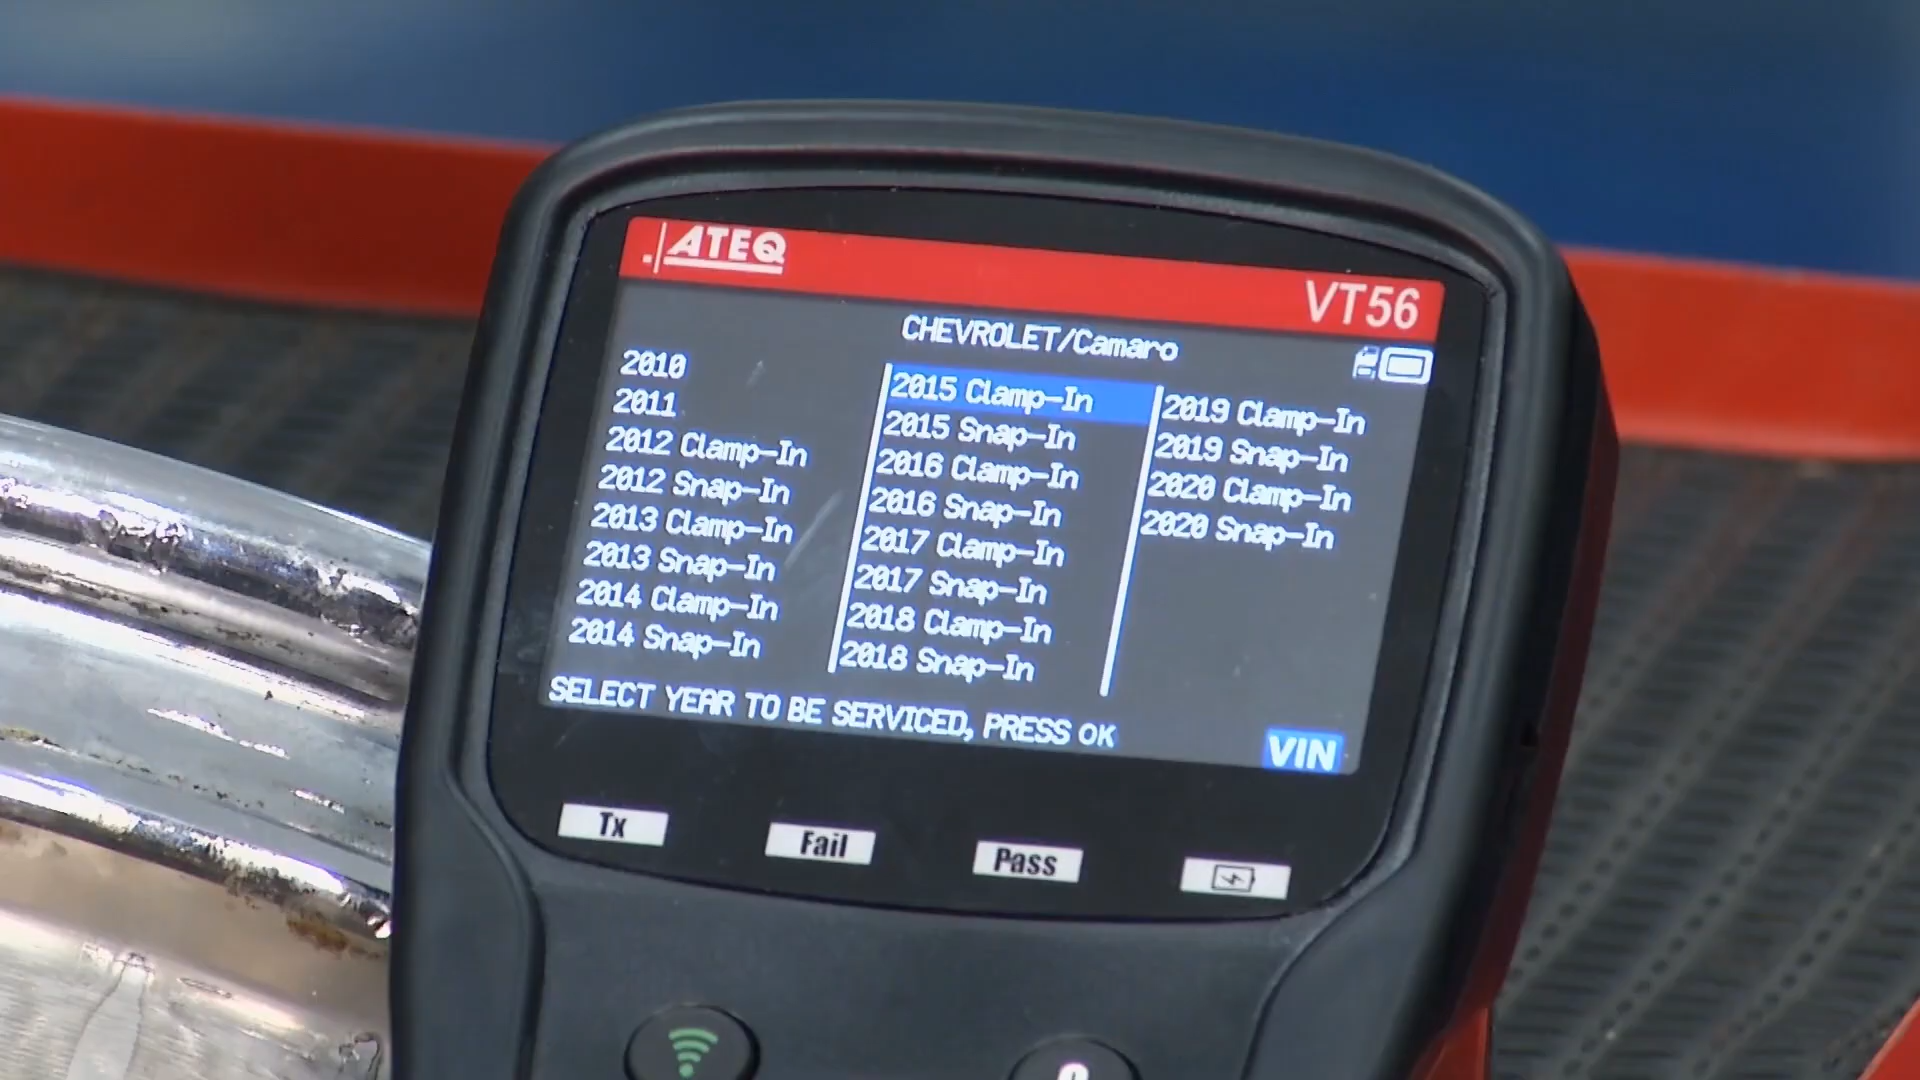 ATEQ
VT56
CHEVROLET/Camaro
2010
2011
2012 Clamp-In
2012 Snap-In
2013 Clamp-In
2013 Snap-In
2014 Clamp-In
2014 Snap-In
2015 Clamp-In
2015 Snap-In
2016 Clamp-In
2016 Snap-In
2017 Clamp-In
2017 Snap-In
2018 Clamp-In
2018 Snap-In
2019 Clamp-In
2019 Snap-In
2020 Clamp-In
2020 Snap-In
SELECT YEAR TO BE SERVICED, PRESS OK
VIN
Tx
Fail
Pass